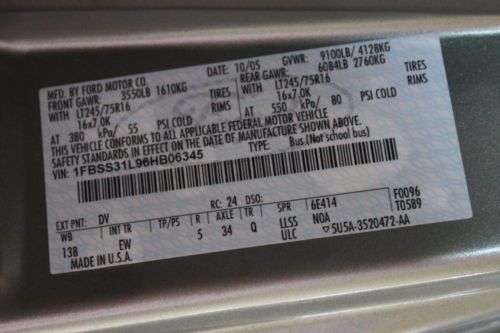 MFD. BY FORD MOTOR CO.
DATE: 10/05 GVWR: 9100LB/ 4128KG
FRONT GAWR: 3550LB 1610KG REAR GAWR: 6084LB 2760KG
WITH LT245/75R16 TIRES WITH LT245/75R16 TIRES
16x7.0K RIMS 16x7.0K RIMS
AT 380 kPa/ 55 PSI COLD AT 550 kPa/ 80 PSI COLD
THIS VEHICLE CONFORMS TO ALL APPLICABLE FEDERAL MOTOR VEHICLE
SAFETY STANDARDS IN EFFECT ON THE DATE OF MANUFACTURE SHOWN ABOVE.
VIN: 1FBSS31L96HB06345 TYPE: Bus (Not school bus)
F0096
T0589
EXT PNT: DV RC: 24 DSO:
WB INT TR TP/PS R AXLE TR SPR 6E414
138 EW 5 34 Q LLSS NOA
MADE IN U.S.A. ULC ▽5U5A-3520472-AA